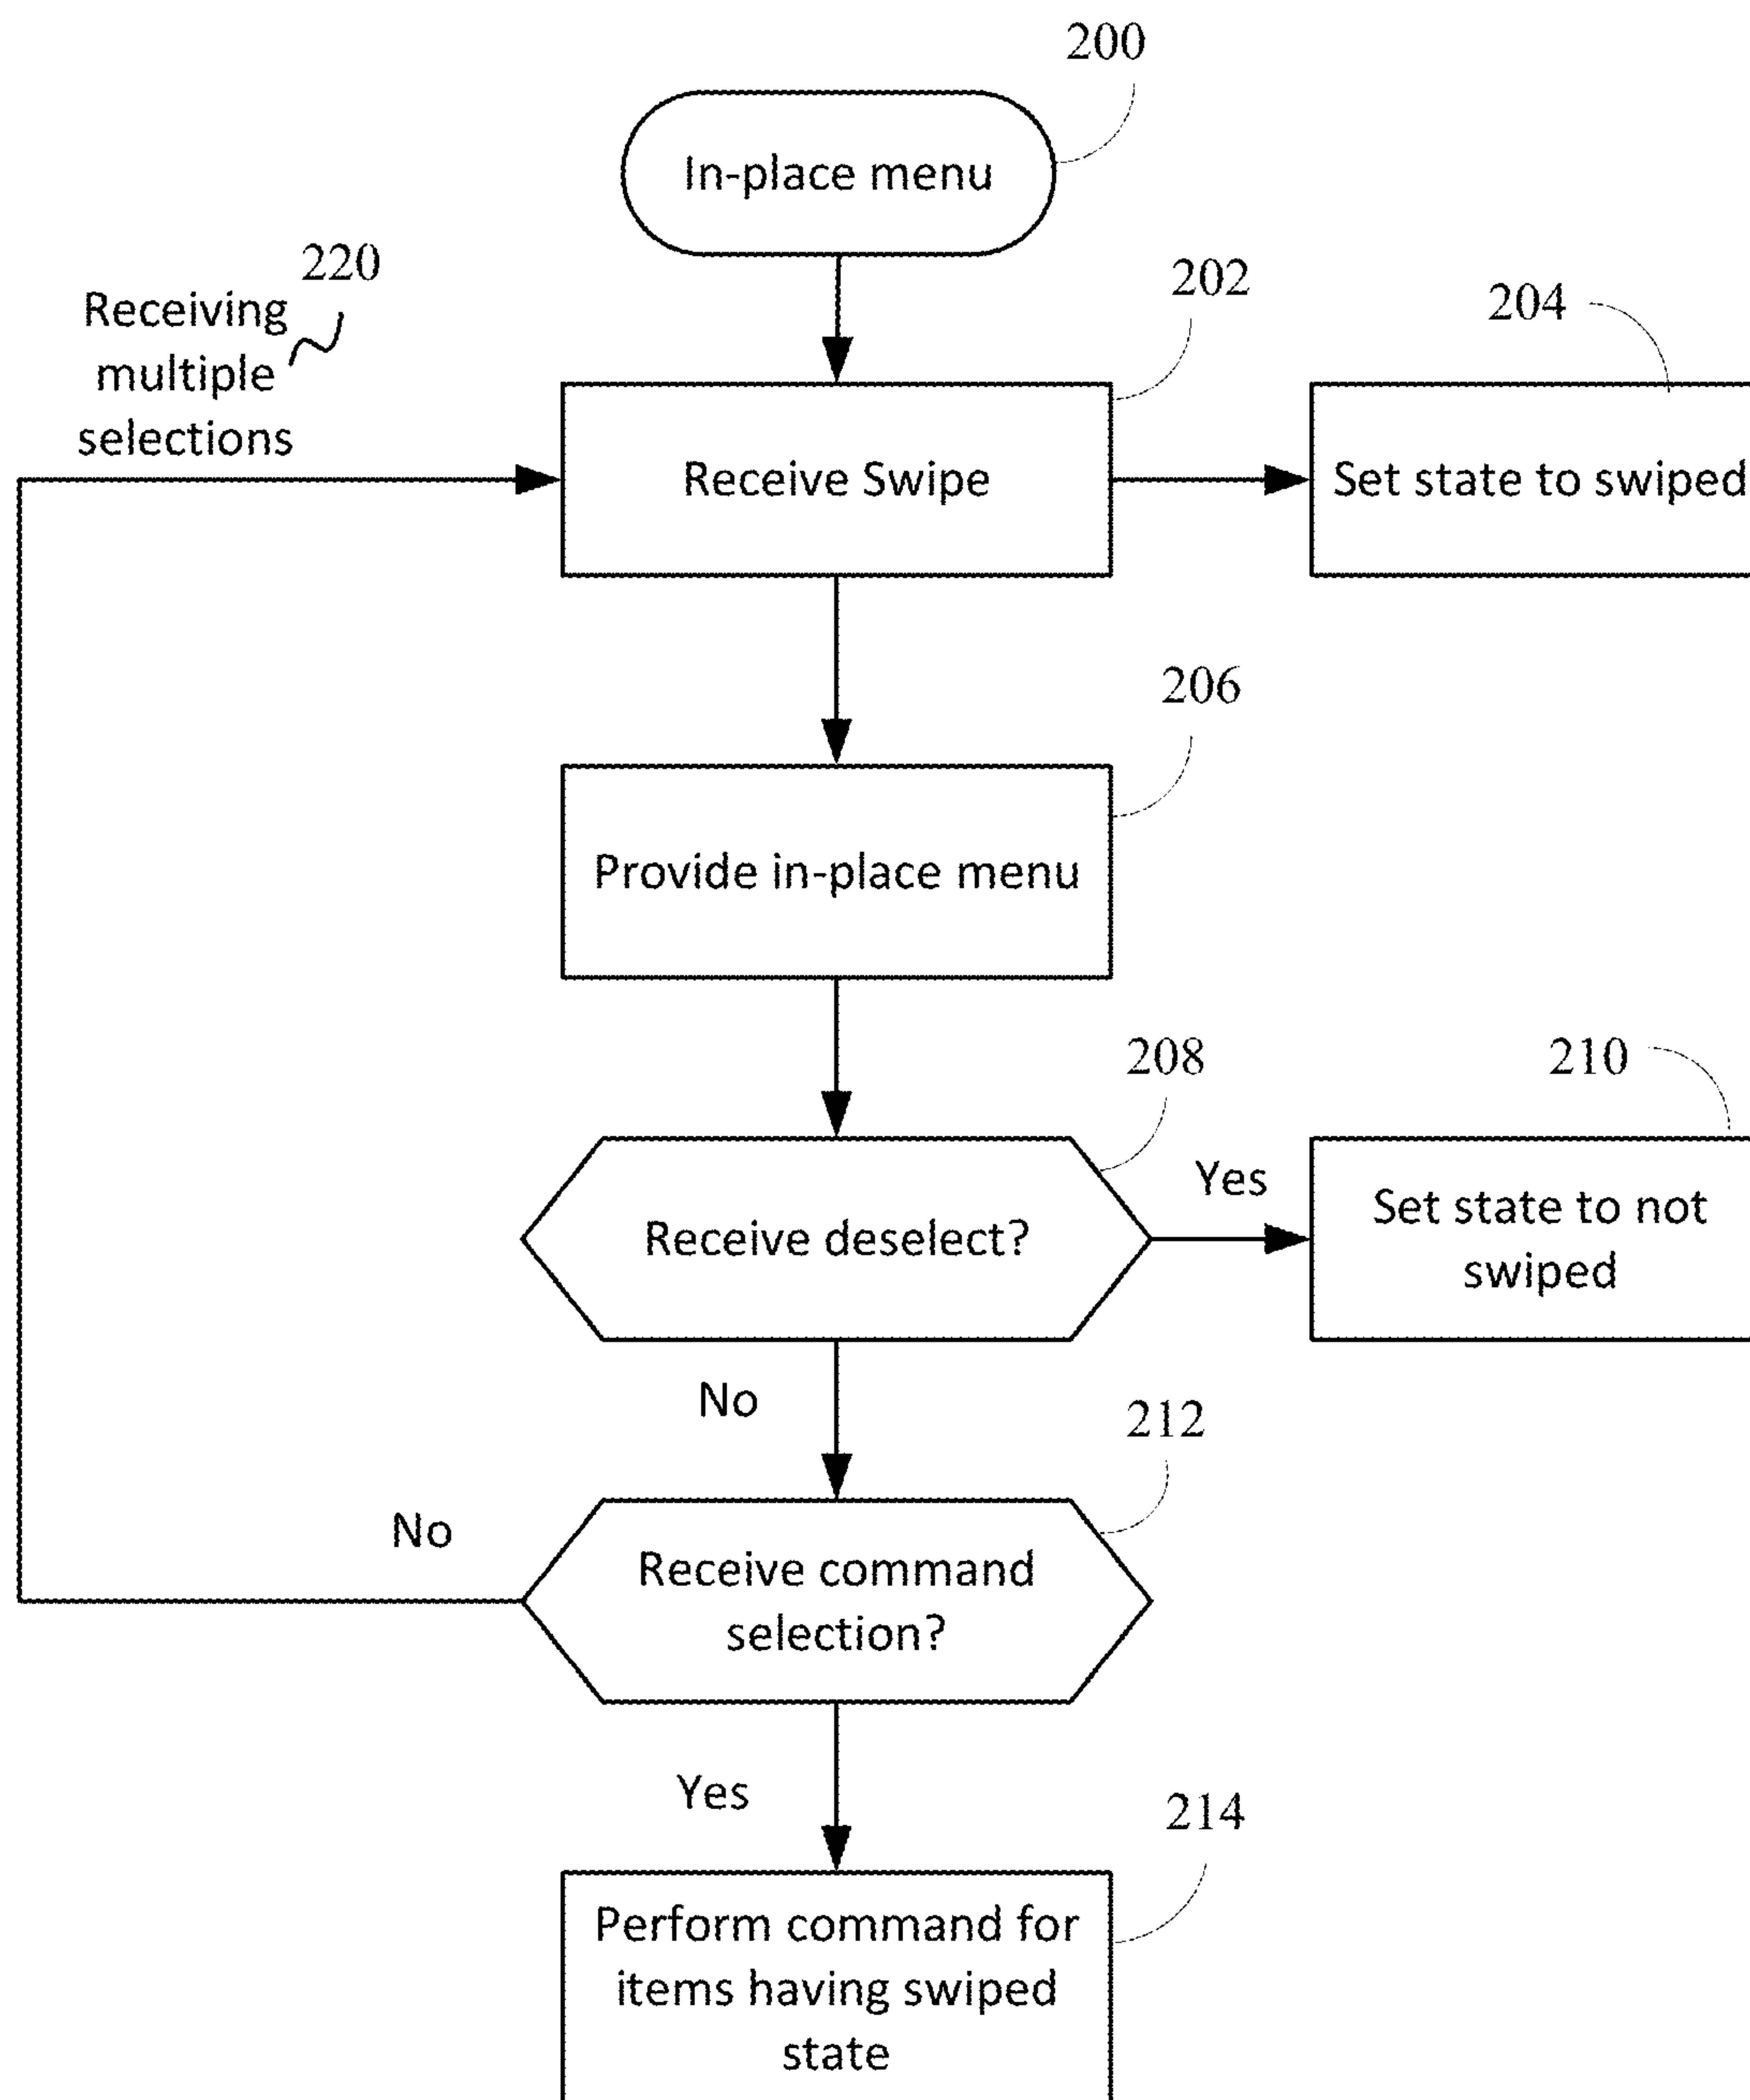 200
In-place menu
220
Receiving
multiple
selections
202
204
Receive Swipe
Set state to swiped
206
Provide in-place menu
208
210
Yes
Receive deselect?
Set state to not
swiped
No
212
No
Receive command
selection?
Yes
214
Perform command for
items having swiped
state